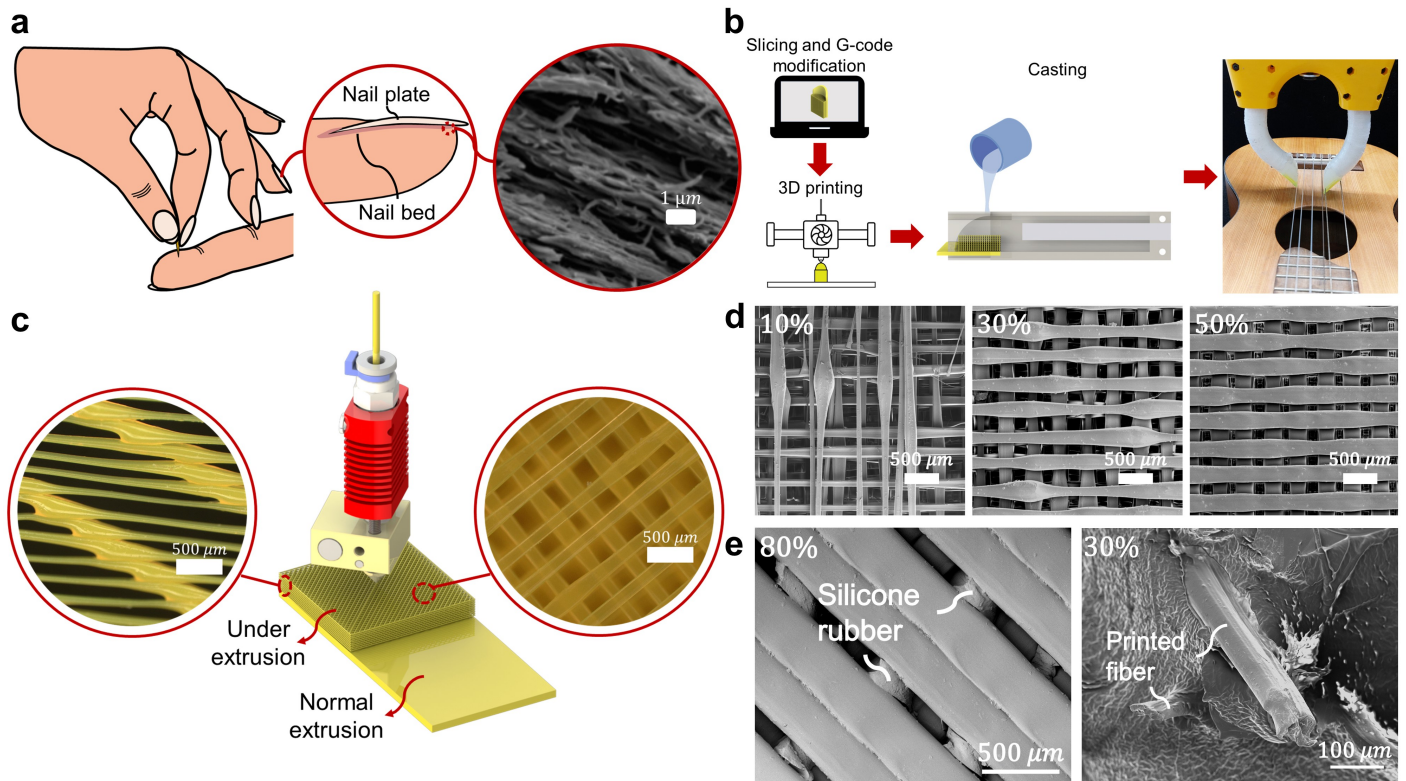 a
Nail plate
Nail bed
1 μm
b
Slicing and G-code
modification
3D printing
Casting
c
500 μm
500 μm
Under
extrusion
Normal
extrusion
d
10%
500 μm
30%
500 μm
50%
500 μm
e
80%
Silicone
rubber
500 μm
30%
Printed
fiber
100 μm